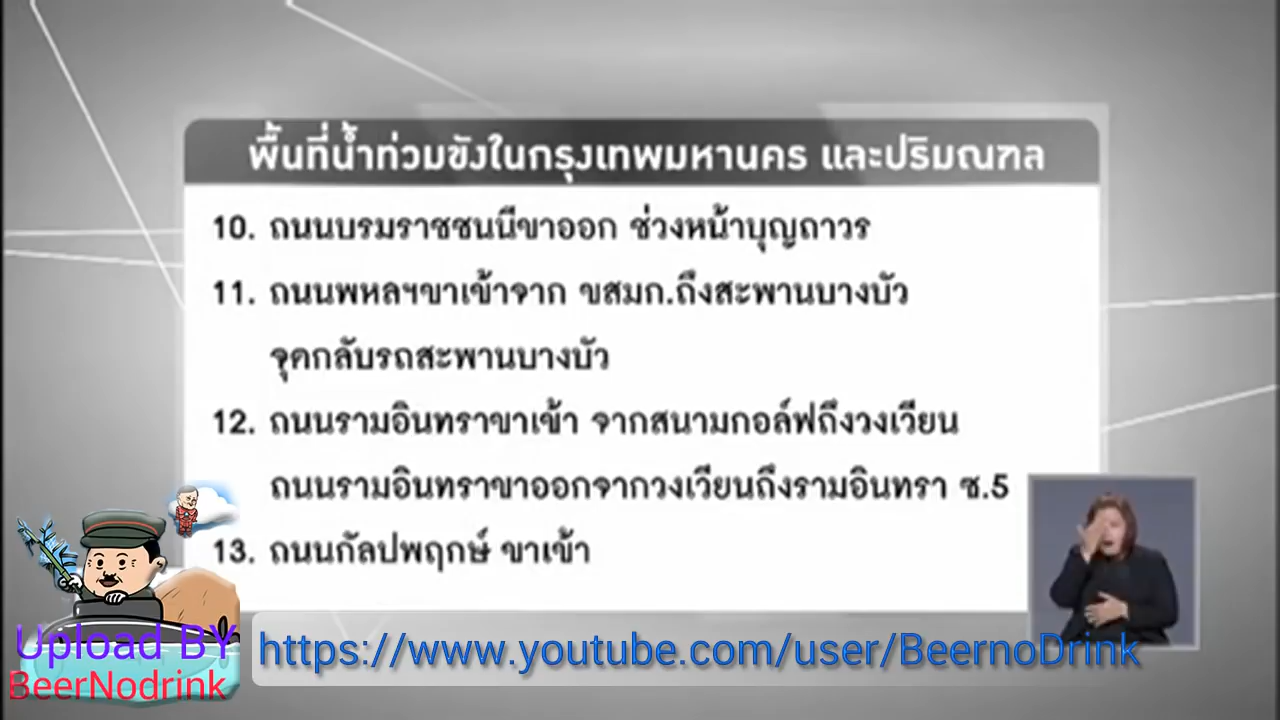 พื้นที่น้ำท่วมขังในกรุงเทพมหานคร และปริมณฑล
10. ถนนบรมราชชนนีขาออก ช่วงหน้าบุญถาวร
11. ถนนพหลฯขาเข้าจาก ขสมก.ถึงสะพานบางบัว
จุดกลับรถสะพานบางบัว
12. ถนนรามอินทราขาเข้า จากสนามกอล์ฟถึงวงเวียน
ถนนรามอินทราขาออกจากวงเวียนถึงรามอินทรา ซ.5
13. ถนนกัลปพฤกษ์ ขาเข้า
Upload BY
BeerNodrink
https://www.youtube.com/user/BeernoDrink